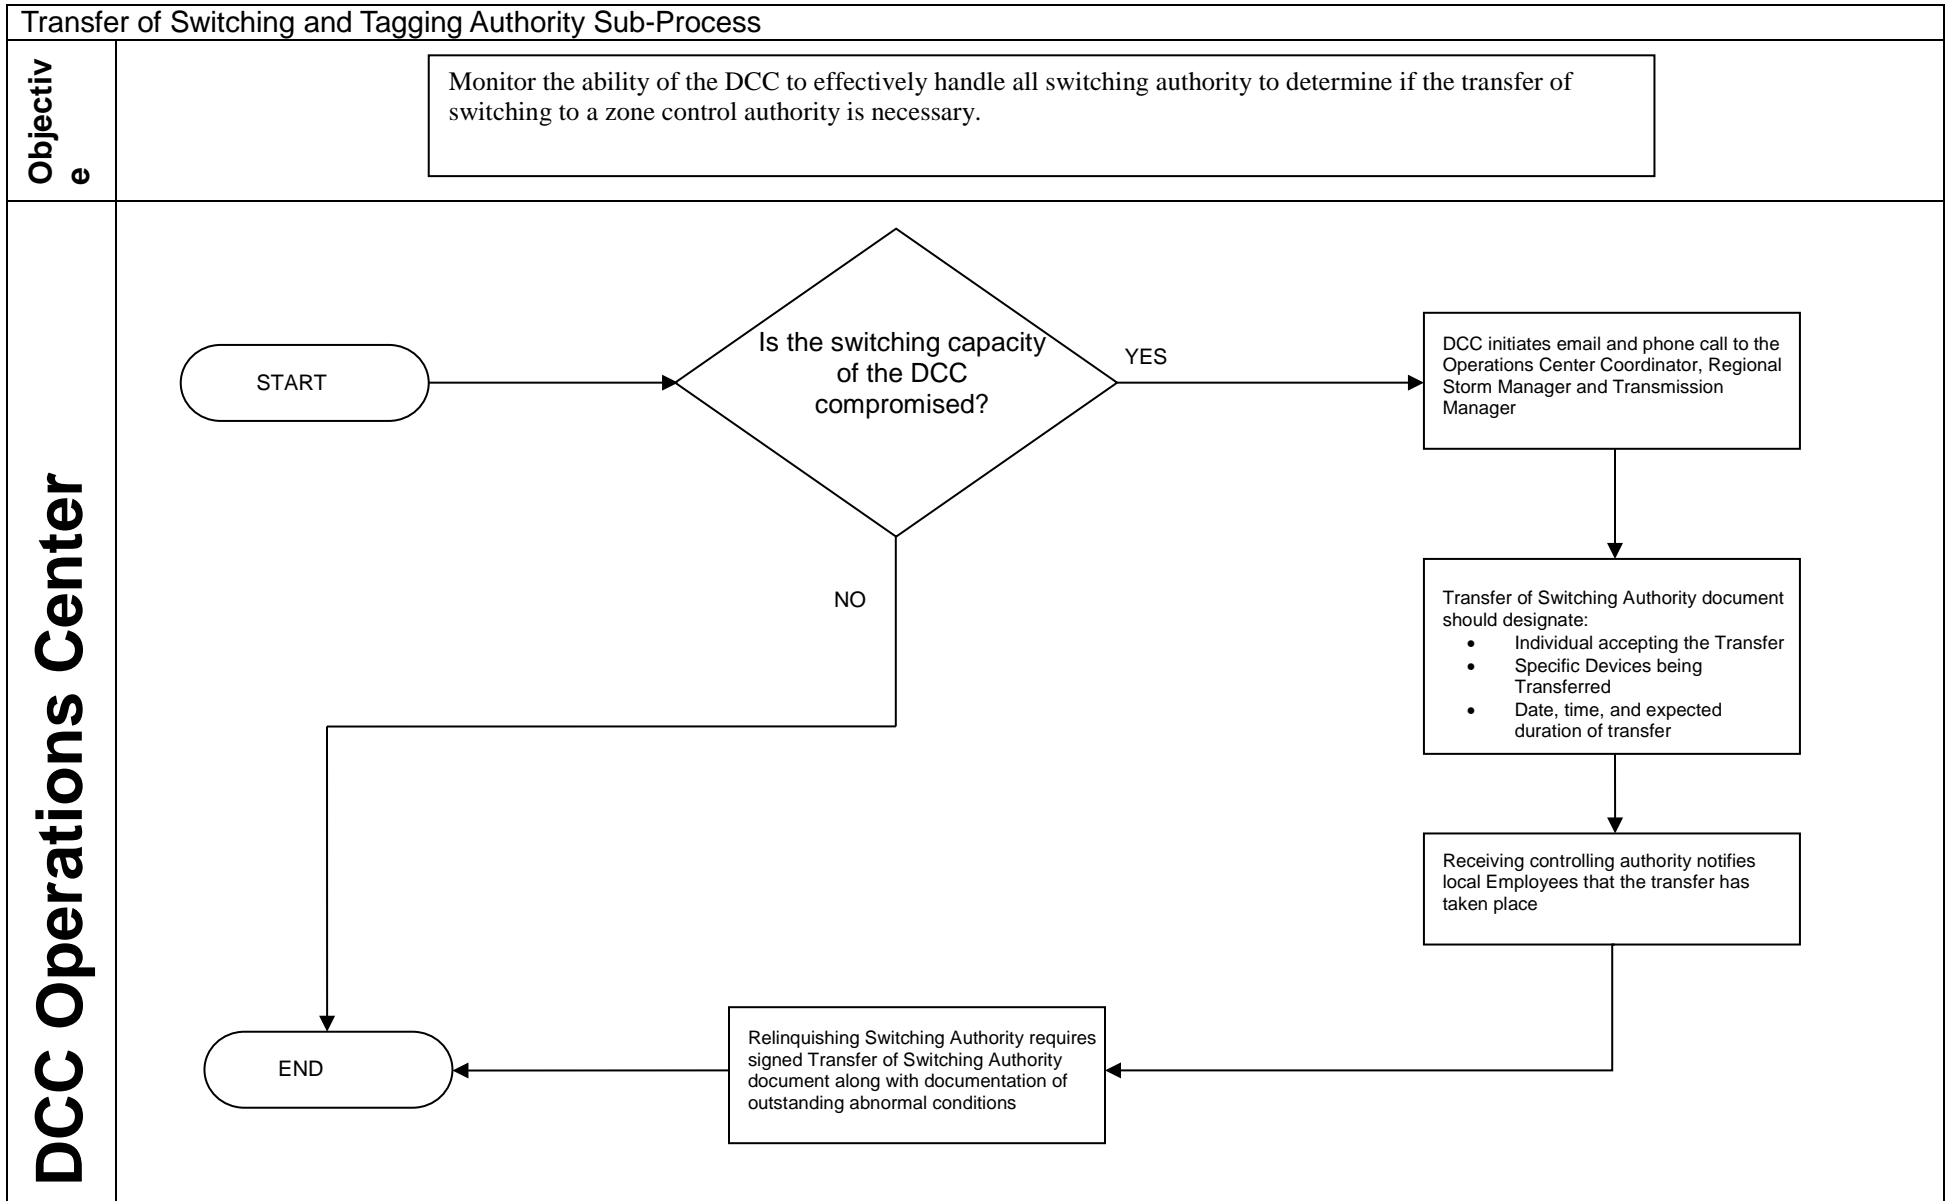 Transfer of Switching and Tagging Authority Sub-Process
Objectiv
e
Monitor the ability of the DCC to effectively handle all switching authority to determine if the transfer of
switching to a zone control authority is necessary.
DCC Operations Center
START
Is the switching capacity
of the DCC
compromised?
YES
DCC initiates email and phone call to the
Operations Center Coordinator, Regional
Storm Manager and Transmission
Manager
NO
Transfer of Switching Authority document
should designate:
• Individual accepting the Transfer
• Specific Devices being
Transferred
• Date, time, and expected
duration of transfer
Receiving controlling authority notifies
local Employees that the transfer has
taken place
Relinquishing Switching Authority requires
signed Transfer of Switching Authority
document along with documentation of
outstanding abnormal conditions
END